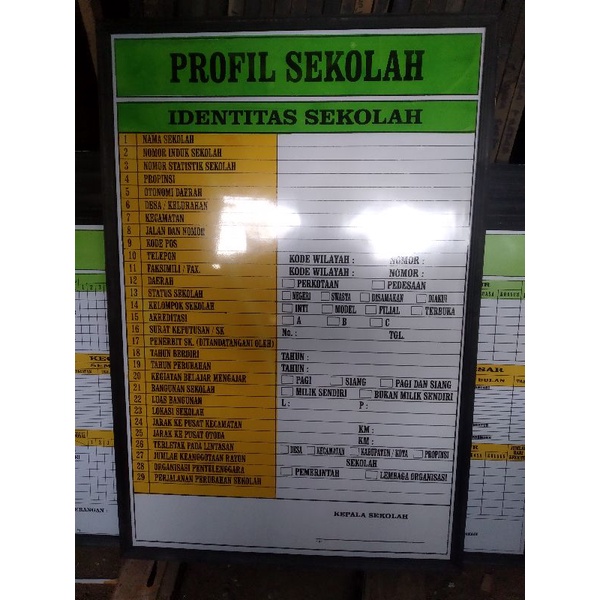 PROFIL SEKOLAH
IDENTITAS SEKOLAH
1 NAMA SEKOLAH
2 NOMOR INDUK SEKOLAH
3 NOMOR STATISTIK SEKOLAH
4 PROPINSI
5 OTONOMI DAERAH
6 DESA / KELURAHAN
7 KECAMATAN
8 JALAN DAN NOMOR
9 KODE POS
10 TELEPON KODE WILAYAH : NOMOR :
11 FAKSIMILI / FAX. KODE WILAYAH : NOMOR :
12 DAERAH PERKOTAAN PEDESAAN
13 STATUS SEKOLAH NEGERI SWASTA DISAMAKAN DIAKUI
14 KELOMPOK SEKOLAH INTI MODEL FILIAL TERBUKA
15 AKREDITASI A B C
16 SURAT KEPUTUSAN / SK No. : TGL.
17 PENERBIT SK. (DITANDATANGANI OLEH)
18 TAHUN BERDIRI TAHUN :
19 TAHUN PERUBAHAN TAHUN :
20 KEGIATAN BELAJAR MENGAJAR PAGI SIANG PAGI DAN SIANG
21 BANGUNAN SEKOLAH MILIK SENDIRI BUKAN MILIK SENDIRI
22 LUAS BANGUNAN L : P :
23 LOKASI SEKOLAH
24 JARAK KE PUSAT KECAMATAN KM :
25 JARAK KE PUSAT OTODA KM :
26 TERLETAK PADA LINTASAN DESA KECAMATAN KABUPATEN / KOTA PROPINSI
27 JUMLAH KEANGGOTAAN RAYON SEKOLAH
28 ORGANISASI PENYELENGGARA PEMERINTAH LEMBAGA ORGANISASI
29 PERJALANAN PERUBAHAN SEKOLAH
KEPALA SEKOLAH